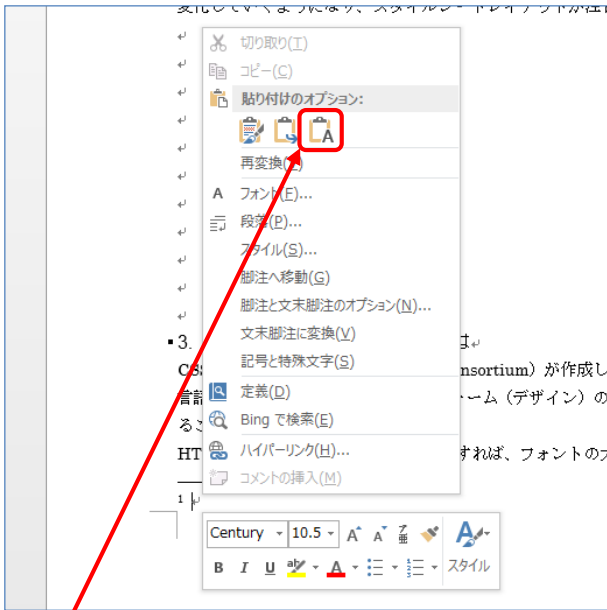 変化していくようになり、スタイルシートレイアウトが注
切り取り(T)
コピー(C)
貼り付けのオプション:
A
再変換(V)
A フォント(F)...
段落(P)...
スタイル(S)...
脚注へ移動(G)
脚注と文末脚注のオプション(N)...
文末脚注に変換(V)
3. は
記号と特殊文字(S)
CSS nsortium）が作成し
定義(D)
言語 ォーム（デザイン）の
Bing で検索(E)
るこ
ハイパーリンク(H)...
HT すれば、フォントの大
コメントの挿入(M)
1
Century 10.5 A A ア亜 A
B I U aby A スタイル